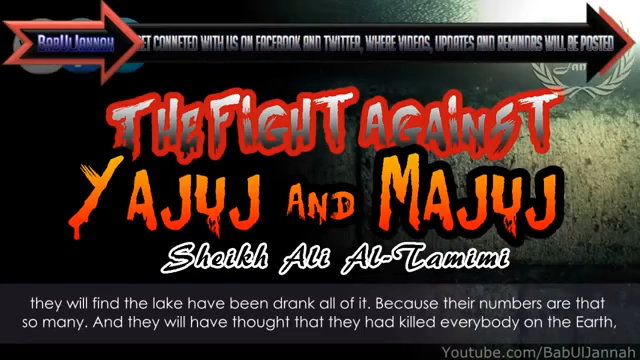 BabUlJannah
GET CONNETED WITH US ON FACEBOOK AND TWITTER, WHERE VIDEOS, UPDATES AND REMINDRS WILL BE POSTED
THE FIGHT AGAINST
YAJUJ AND MAJUJ
Sheikh Ali Al-Tamimi
they will find the lake have been drank all of it. Because their numbers are that
so many. And they will have thought that they had killed everybody on the Earth,
Youtube.com/BabUlJannah